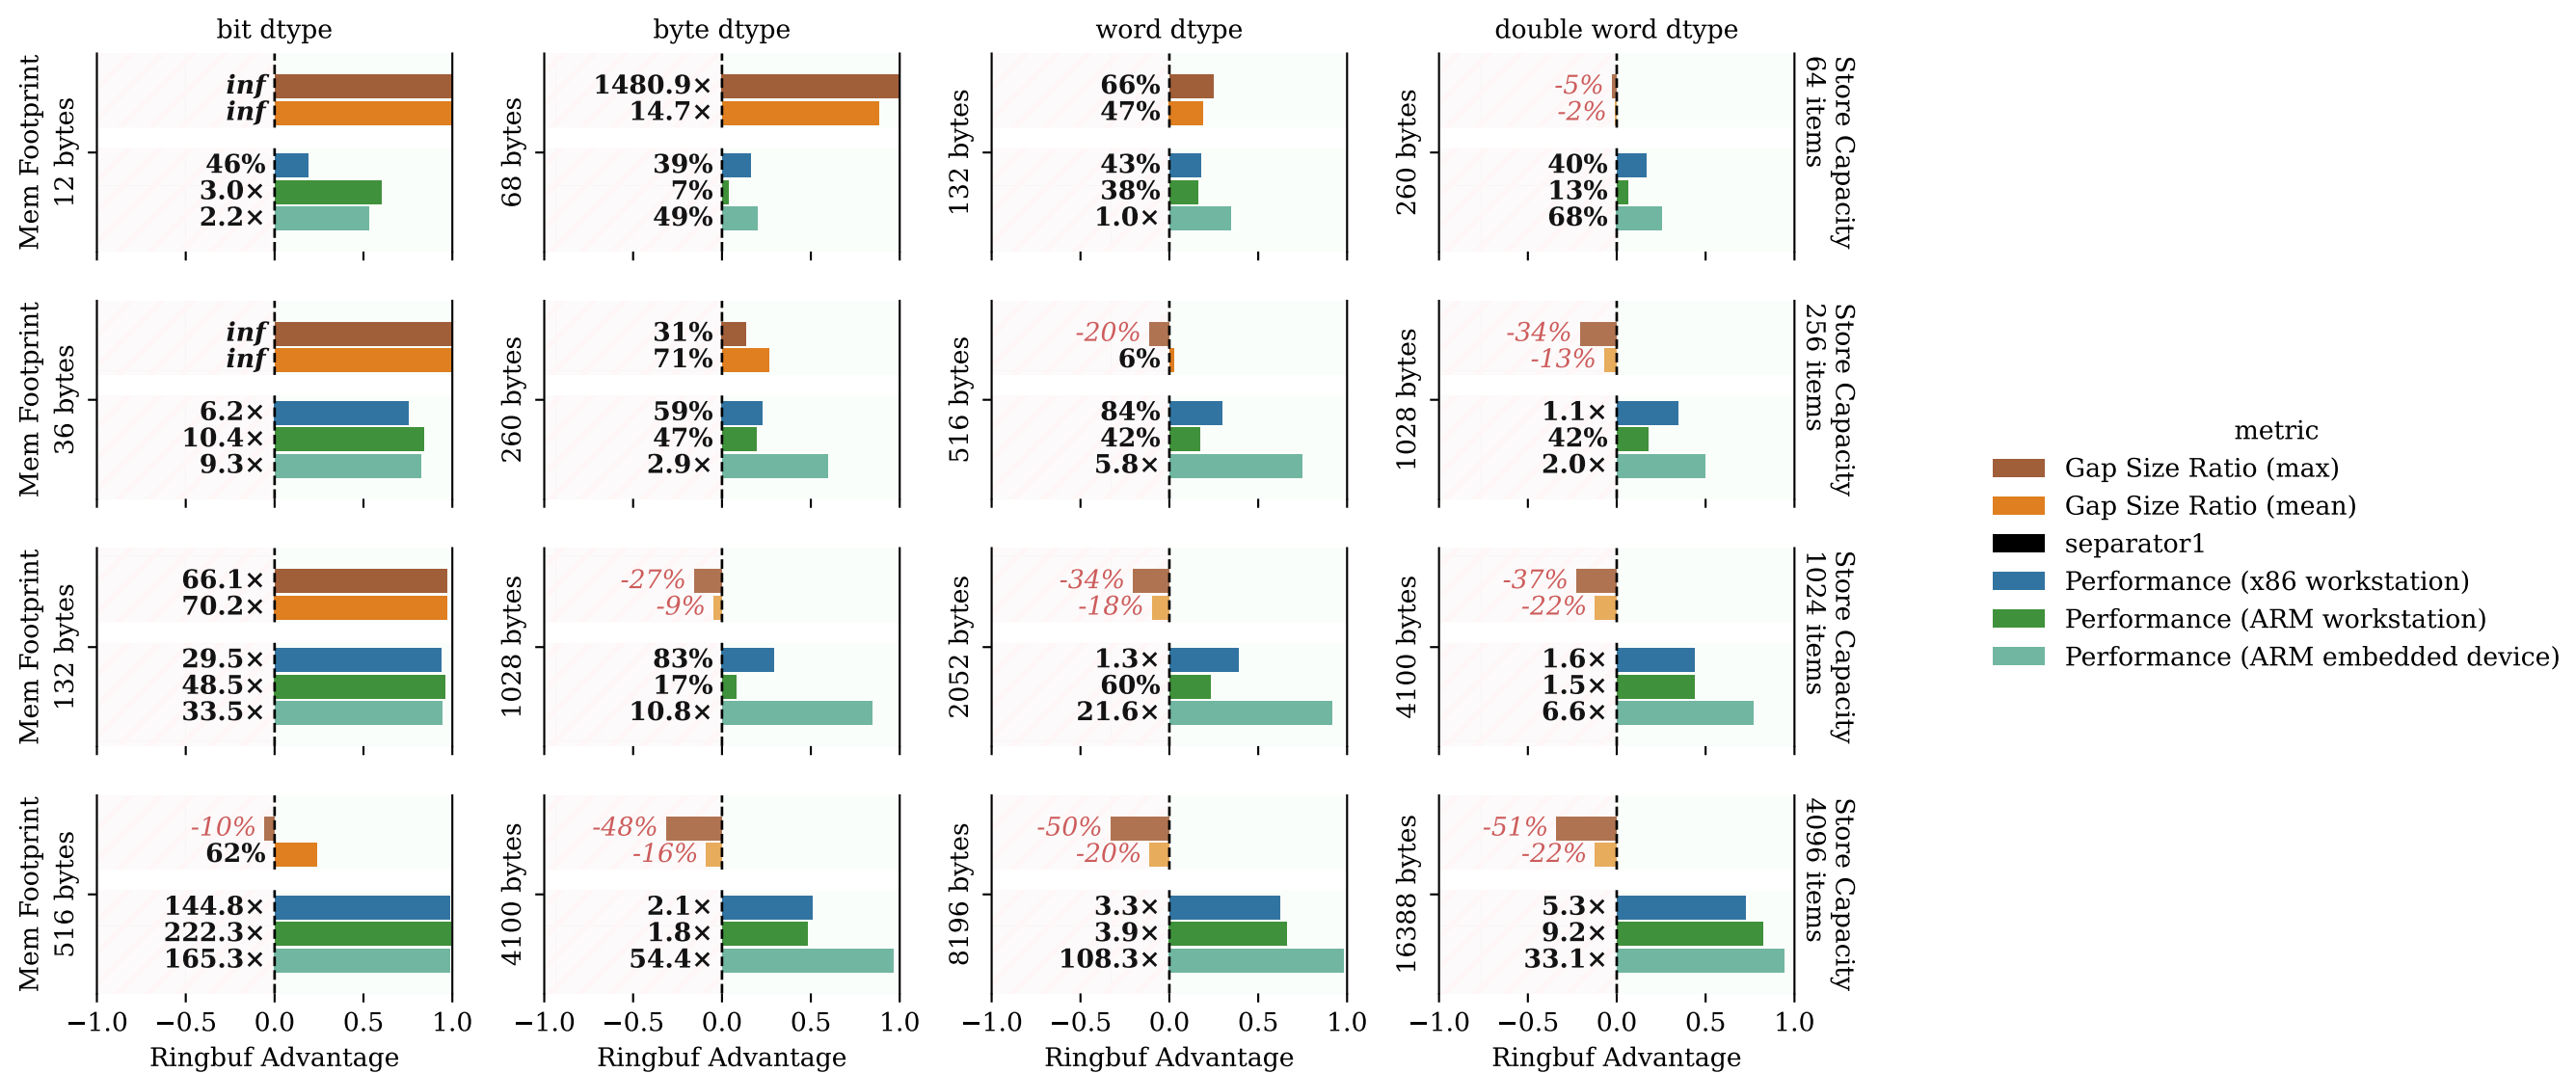 bit dtype
byte dtype
word dtype
double word dtype
Mem Footprint
12 bytes
inf
inf
46%
3.0×
2.2×
68 bytes
1480.9×
14.7×
39%
7%
49%
132 bytes
66%
47%
43%
38%
1.0×
260 bytes
-5%
-2%
40%
13%
68%
Store Capacity
64 items
Mem Footprint
36 bytes
inf
inf
6.2×
10.4×
9.3×
260 bytes
31%
71%
59%
47%
2.9×
516 bytes
-20%
6%
84%
42%
5.8×
1028 bytes
-34%
-13%
1.1×
42%
2.0×
Store Capacity
256 items
Mem Footprint
132 bytes
66.1×
70.2×
29.5×
48.5×
33.5×
1028 bytes
-27%
-9%
83%
17%
10.8×
2052 bytes
-34%
-18%
1.3×
60%
21.6×
4100 bytes
-37%
-22%
1.6×
1.5×
6.6×
Store Capacity
1024 items
Mem Footprint
516 bytes
-10%
62%
144.8×
222.3×
165.3×
4100 bytes
-48%
-16%
2.1×
1.8×
54.4×
8196 bytes
-50%
-20%
3.3×
3.9×
108.3×
16388 bytes
-51%
-22%
5.3×
9.2×
33.1×
Store Capacity
4096 items
−1.0 −0.5 0.0 0.5 1.0
−1.0 −0.5 0.0 0.5 1.0
−1.0 −0.5 0.0 0.5 1.0
−1.0 −0.5 0.0 0.5 1.0
Ringbuf Advantage
Ringbuf Advantage
Ringbuf Advantage
Ringbuf Advantage
metric
Gap Size Ratio (max)
Gap Size Ratio (mean)
separator1
Performance (x86 workstation)
Performance (ARM workstation)
Performance (ARM embedded device)